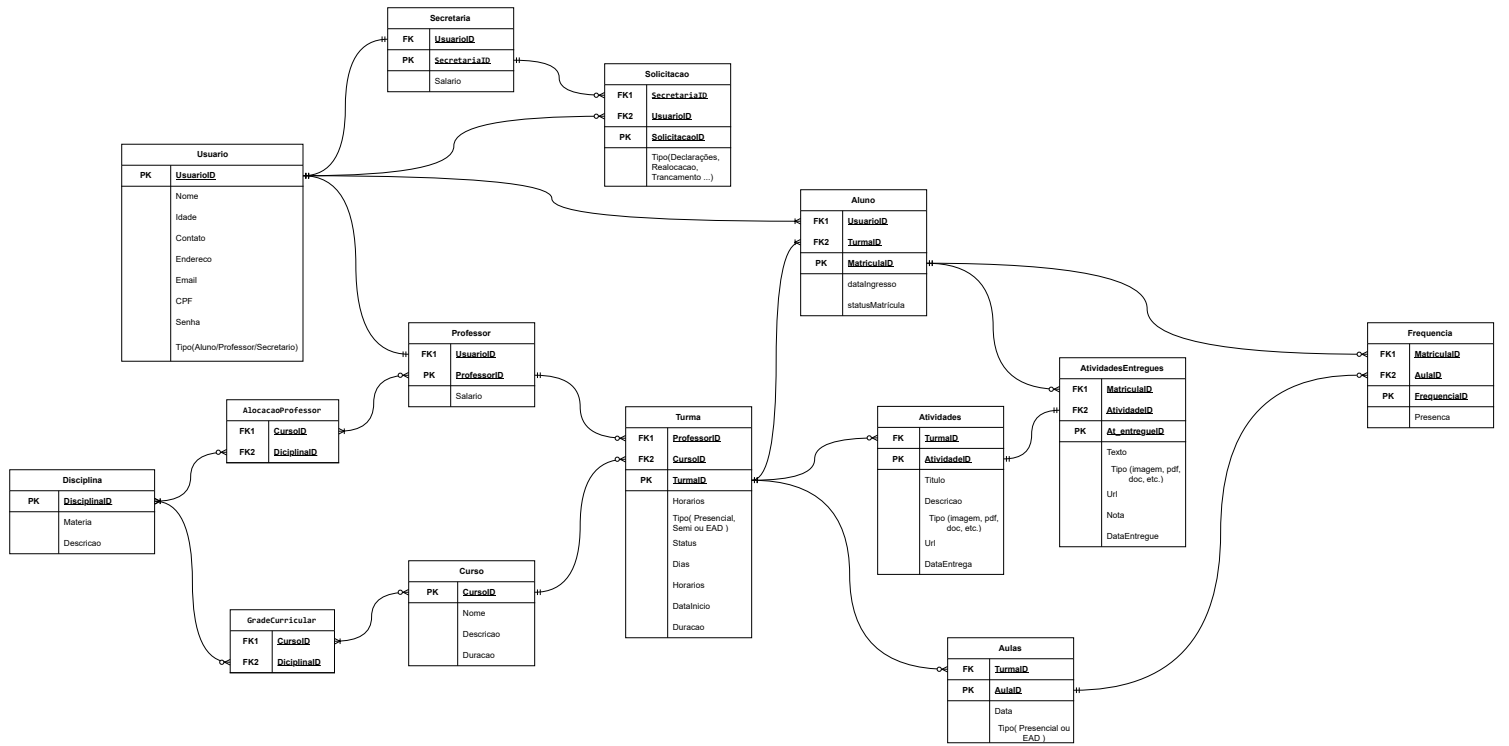 Secretaria
FK UsuarioID
PK SecretariaID
Salario
Solicitacao
FK1 SecretariaID
FK2 UsuarioID
PK SolicitacaoID
Tipo(Declarações,
Realocacao,
Trancamento ...)
Usuario
PK UsuarioID
Nome
Idade
Contato
Endereco
Email
CPF
Senha
Tipo(Aluno/Professor/Secretario)
Aluno
FK1 UsuarioID
FK2 TurmaID
PK MatriculaID
dataIngresso
statusMatrícula
Professor
FK1 UsuarioID
PK ProfessorID
Salario
Frequencia
FK1 MatriculaID
FK2 AulaID
PK FrequenciaID
Presenca
AtividadesEntregues
FK1 MatriculaID
FK2 AtividadeID
PK At_entregueID
Texto
Tipo (imagem, pdf,
doc, etc.)
Url
Nota
DataEntregue
AlocacaoProfessor
FK1 CursoID
FK2 DiciplinaID
Turma
FK1 ProfessorID
FK2 CursoID
PK TurmaID
Horarios
Tipo( Presencial,
Semi ou EAD )
Status
Dias
Horarios
DataInicio
Duracao
Atividades
FK TurmaID
PK AtividadeID
Titulo
Descricao
Tipo (imagem, pdf,
doc, etc.)
Url
DataEntrega
Disciplina
PK DisciplinaID
Materia
Descricao
Curso
PK CursoID
Nome
Descricao
Duracao
GradeCurricular
FK1 CursoID
FK2 DiciplinaID
Aulas
FK TurmaID
PK AulaID
Data
Tipo( Presencial ou
EAD )